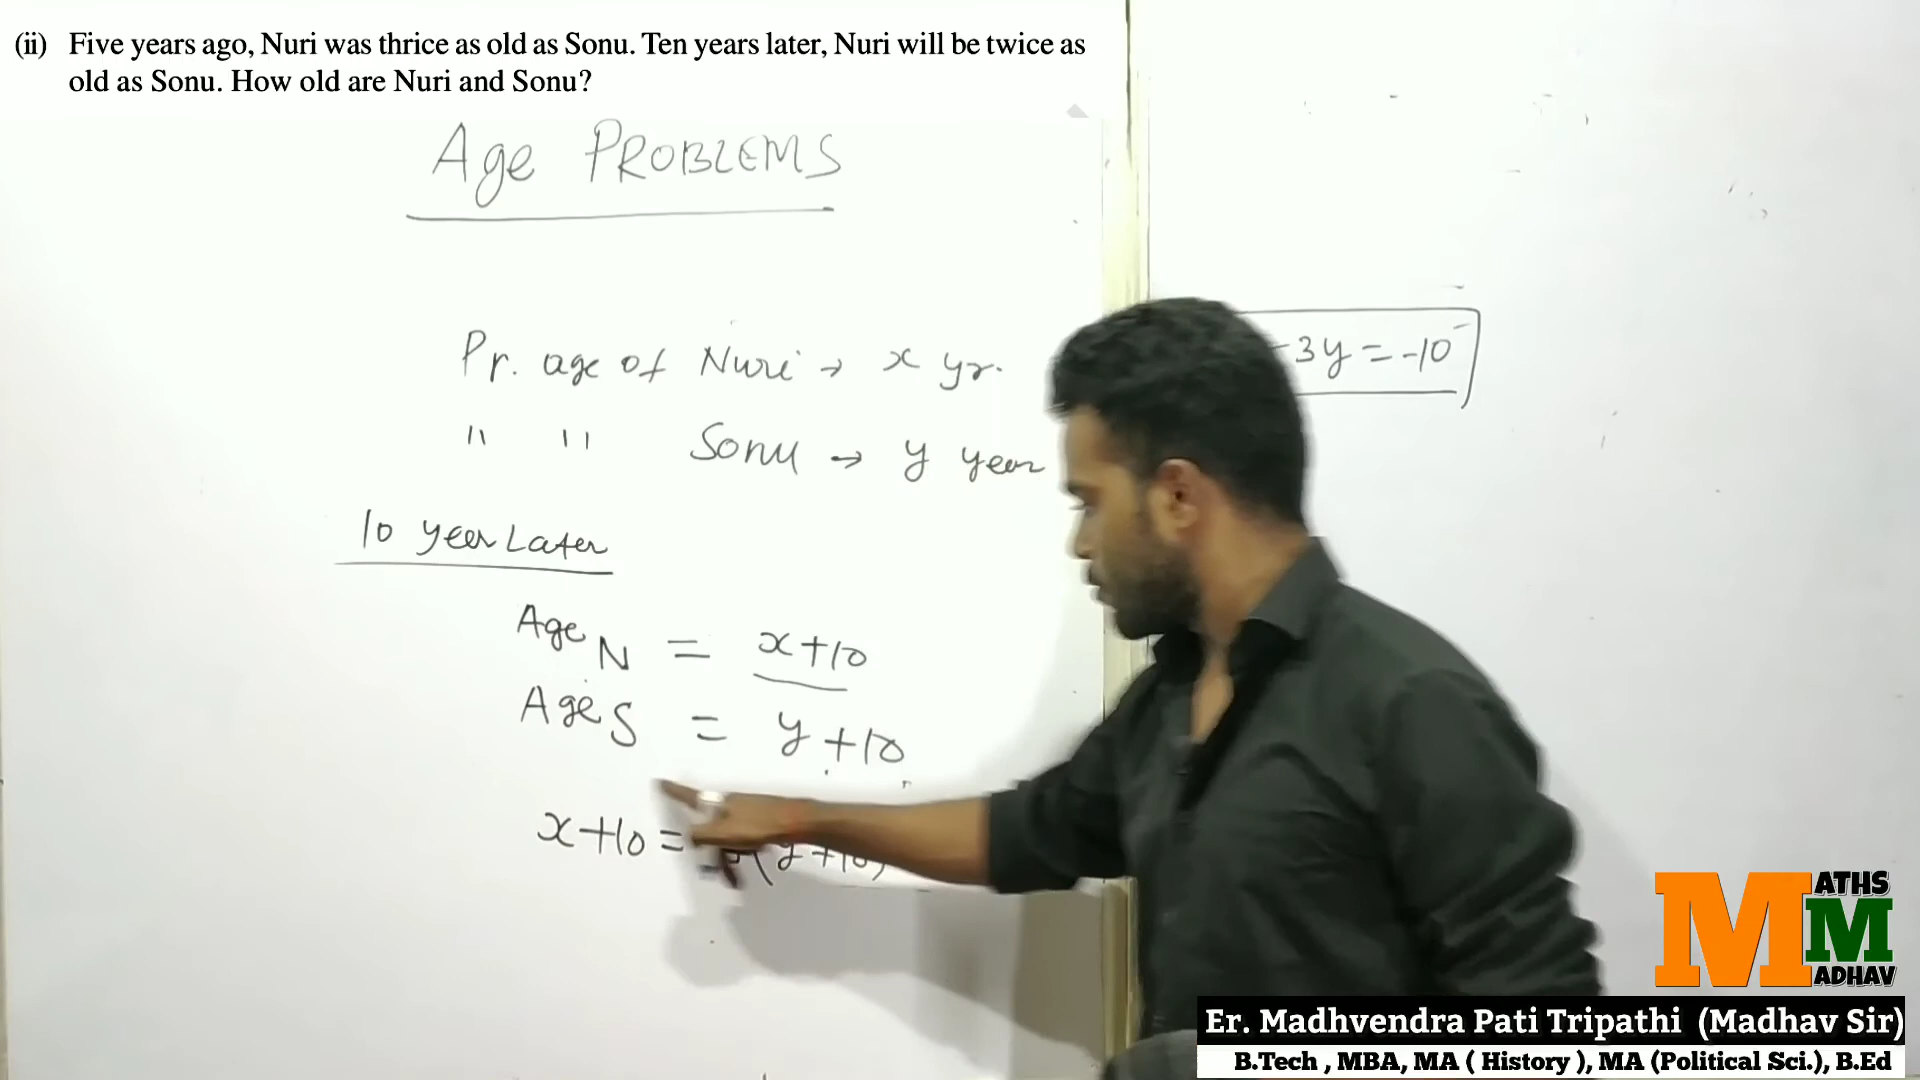 (ii) Five years ago, Nuri was thrice as old as Sonu. Ten years later, Nuri will be twice as
old as Sonu. How old are Nuri and Sonu?
Age PROBLEMS
Pr. age of Nuri → x yr.
" " Sonu → y year
-3y = -10
10 year Later
Age N = x+10
Age S = y+10
x+10 = (y+10)
MATHS
MADHAV
Er. Madhvendra Pati Tripathi (Madhav Sir)
B.Tech , MBA, MA ( History ), MA (Political Sci.), B.Ed